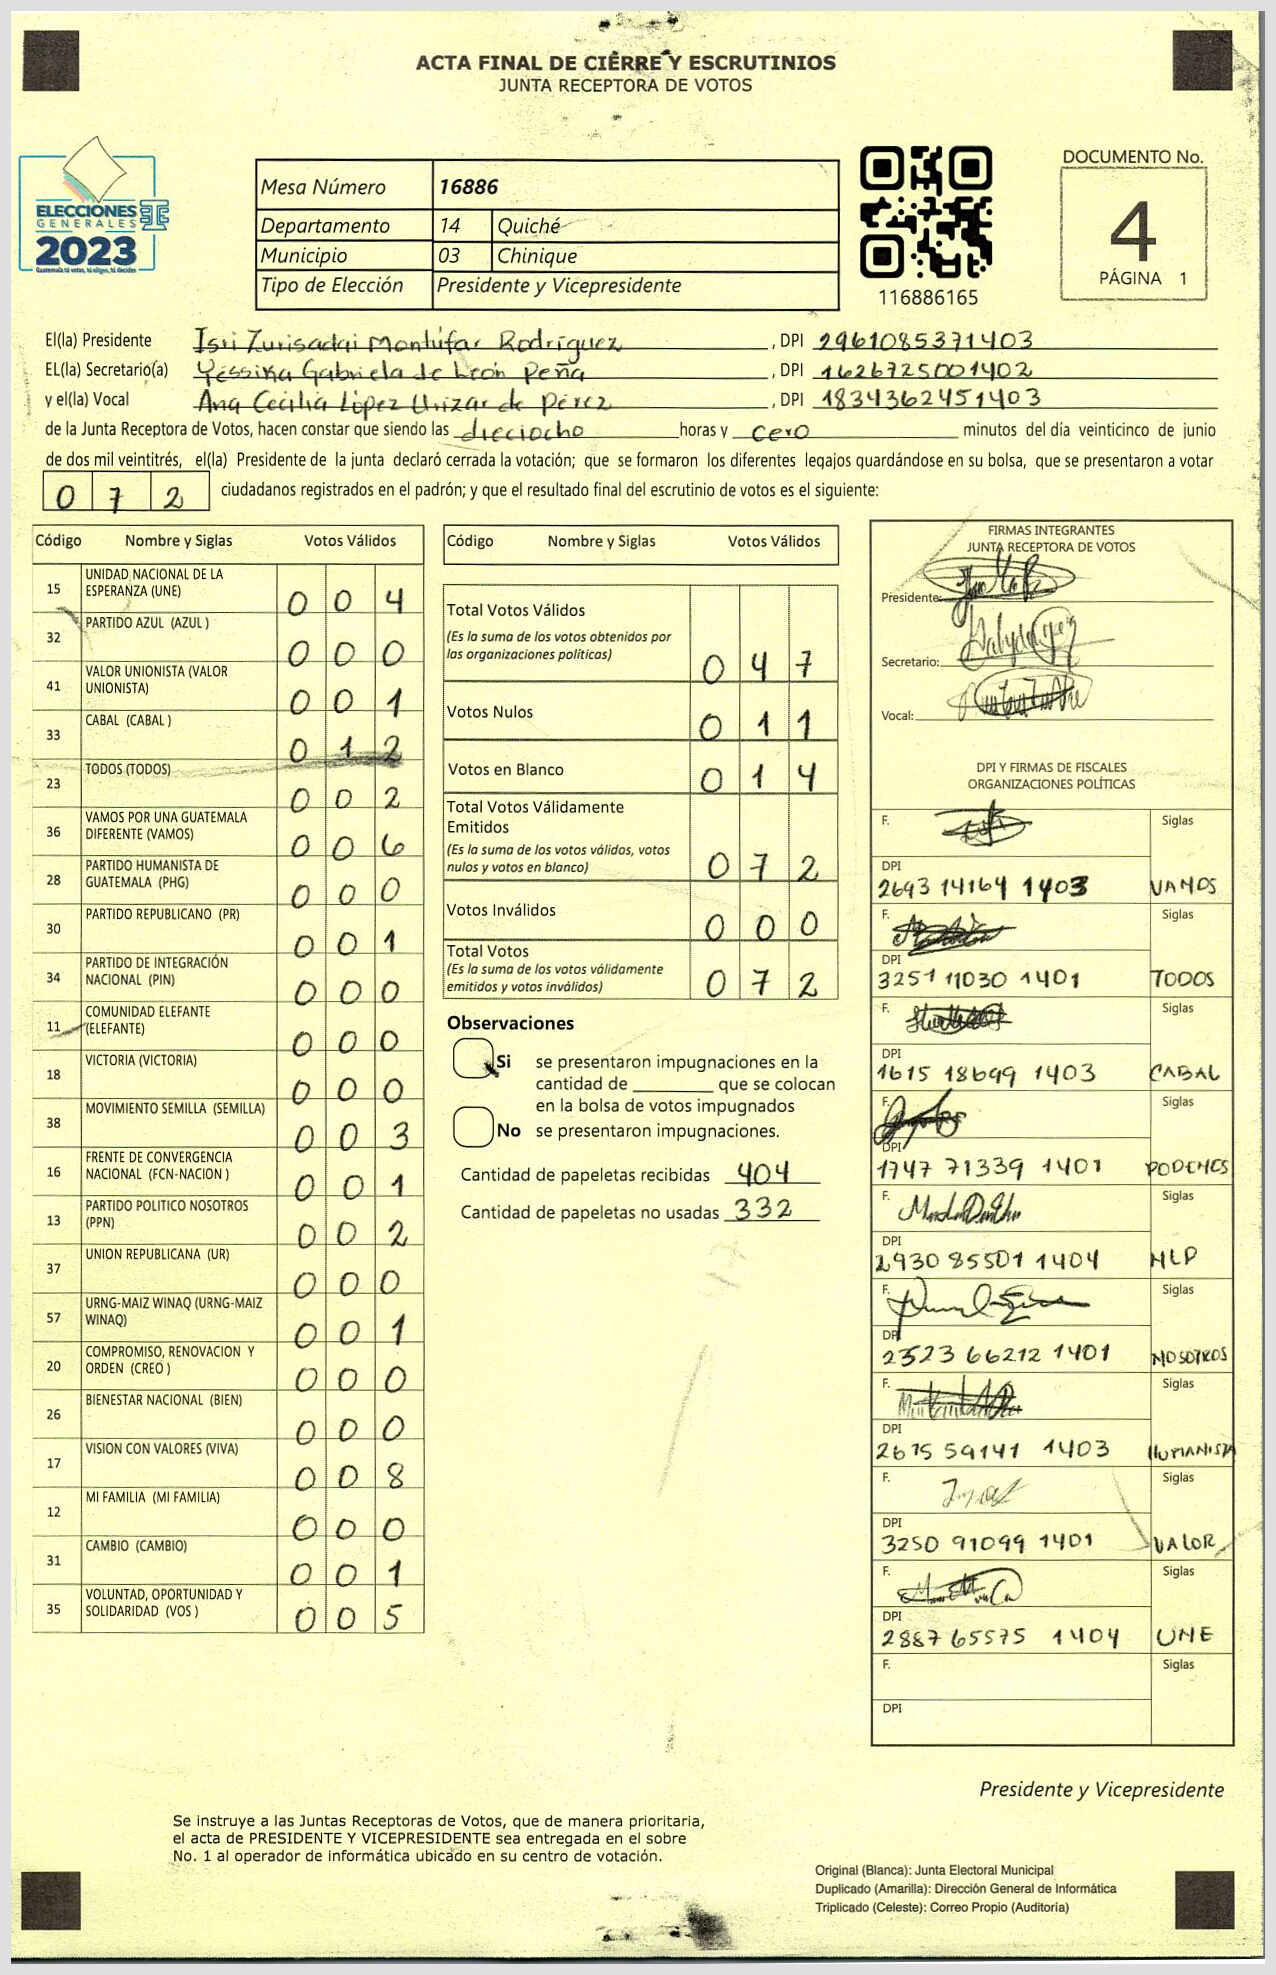 ACTA FINAL DE CIERRE Y ESCRUTINIOS
JUNTA RECEPTORA DE VOTOS
ELECCIONES
GENERALES
2023
Guatemala tú votas, tú eliges, tú decides
Mesa Número 16886
Departamento 14 Quiché
Municipio 03 Chinique
Tipo de Elección Presidente y Vicepresidente
116886165
DOCUMENTO No.
4
PÁGINA 1
El(la) Presidente Isri Zurisadai Montúfar Rodríguez, DPI 2961085371403
EL(la) Secretario(a) Yessika Gabriela de León Peña, DPI 1626725001402
y el(la) Vocal Ana Cecilia López Urizar de Pérez, DPI 1834362451403
de la Junta Receptora de Votos, hacen constar que siendo las dieciocho horas y cero minutos del día veinticinco de junio
de dos mil veintitrés, el(la) Presidente de la junta declaró cerrada la votación; que se formaron los diferentes legajos guardándose en su bolsa, que se presentaron a votar
0 7 2 ciudadanos registrados en el padrón; y que el resultado final del escrutinio de votos es el siguiente:
Código Nombre y Siglas Votos Válidos
15 UNIDAD NACIONAL DE LA ESPERANZA (UNE) 0 0 4
32 PARTIDO AZUL (AZUL ) 0 0 0
41 VALOR UNIONISTA (VALOR UNIONISTA) 0 0 1
33 CABAL (CABAL ) 0 1 2
23 TODOS (TODOS) 0 0 2
36 VAMOS POR UNA GUATEMALA DIFERENTE (VAMOS) 0 0 6
28 PARTIDO HUMANISTA DE GUATEMALA (PHG) 0 0 0
30 PARTIDO REPUBLICANO (PR) 0 0 1
34 PARTIDO DE INTEGRACIÓN NACIONAL (PIN) 0 0 0
11 COMUNIDAD ELEFANTE (ELEFANTE) 0 0 0
18 VICTORIA (VICTORIA) 0 0 0
38 MOVIMIENTO SEMILLA (SEMILLA) 0 0 3
16 FRENTE DE CONVERGENCIA NACIONAL (FCN-NACION ) 0 0 1
13 PARTIDO POLITICO NOSOTROS (PPN) 0 0 2
37 UNION REPUBLICANA (UR) 0 0 0
57 URNG-MAIZ WINAQ (URNG-MAIZ WINAQ) 0 0 1
20 COMPROMISO, RENOVACION Y ORDEN (CREO ) 0 0 0
26 BIENESTAR NACIONAL (BIEN) 0 0 0
17 VISION CON VALORES (VIVA) 0 0 8
12 MI FAMILIA (MI FAMILIA) 0 0 0
31 CAMBIO (CAMBIO) 0 0 1
35 VOLUNTAD, OPORTUNIDAD Y SOLIDARIDAD (VOS ) 0 0 5
Código Nombre y Siglas Votos Válidos
Total Votos Válidos
(Es la suma de los votos obtenidos por
las organizaciones políticas) 0 4 7
Votos Nulos 0 1 1
Votos en Blanco 0 1 4
Total Votos Válidamente
Emitidos
(Es la suma de los votos válidos, votos
nulos y votos en blanco) 0 7 2
Votos Inválidos 0 0 0
Total Votos
(Es la suma de los votos válidamente
emitidos y votos inválidos) 0 7 2
Observaciones
Si se presentaron impugnaciones en la
cantidad de ________ que se colocan
en la bolsa de votos impugnados
No se presentaron impugnaciones.
Cantidad de papeletas recibidas 404
Cantidad de papeletas no usadas 332
FIRMAS INTEGRANTES
JUNTA RECEPTORA DE VOTOS
Presidente:
Secretario:
Vocal:
DPI Y FIRMAS DE FISCALES
ORGANIZACIONES POLÍTICAS
F. Siglas
DPI
2693 14164 1403 VAMOS
F. Siglas
DPI
3251 11030 1401 TODOS
F. Siglas
DPI
1615 18699 1403 CABAL
F. Siglas
DPI
1747 71339 1401 PODEMOS
F. Siglas
DPI
2930 85501 1404 MLP
F. Siglas
DPI
2523 66212 1401 NOSOTROS
F. Siglas
DPI
2615 59141 1403 HUMANISTA
F. Siglas
DPI
3250 91099 1401 VALOR
F. Siglas
DPI
2887 65575 1404 UNE
F. Siglas
DPI
Presidente y Vicepresidente
Se instruye a las Juntas Receptoras de Votos, que de manera prioritaria,
el acta de PRESIDENTE Y VICEPRESIDENTE sea entregada en el sobre
No. 1 al operador de informática ubicado en su centro de votación.
Original (Blanca): Junta Electoral Municipal
Duplicado (Amarilla): Dirección General de Informática
Triplicado (Celeste): Correo Propio (Auditoría)